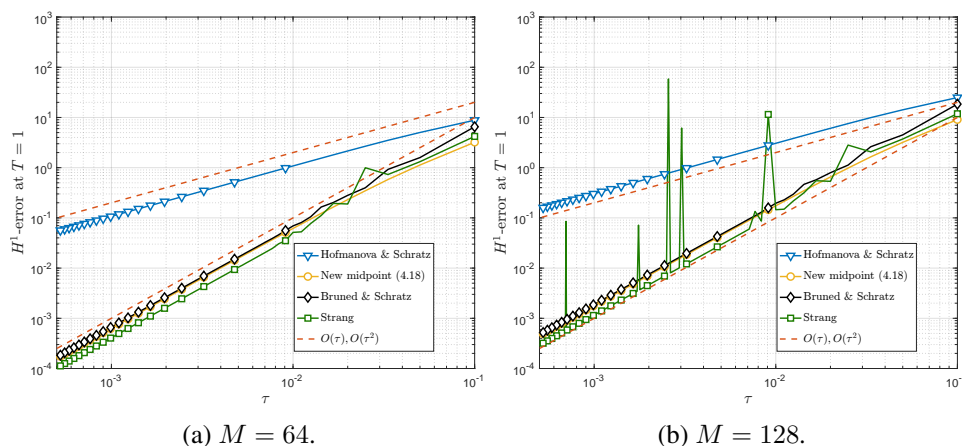 10^3
10^2
10^1
10^0
10^-1
10^-2
10^-3
10^-4
H^1-error at T = 1
Hofmanova & Schratz
New midpoint (4.18)
Bruned & Schratz
Strang
O(τ), O(τ^2)
10^-3
10^-2
10^-1
τ
(a) M = 64.
10^3
10^2
10^1
10^0
10^-1
10^-2
10^-3
10^-4
H^1-error at T = 1
Hofmanova & Schratz
New midpoint (4.18)
Bruned & Schratz
Strang
O(τ), O(τ^2)
10^-3
10^-2
10^-1
τ
(b) M = 128.